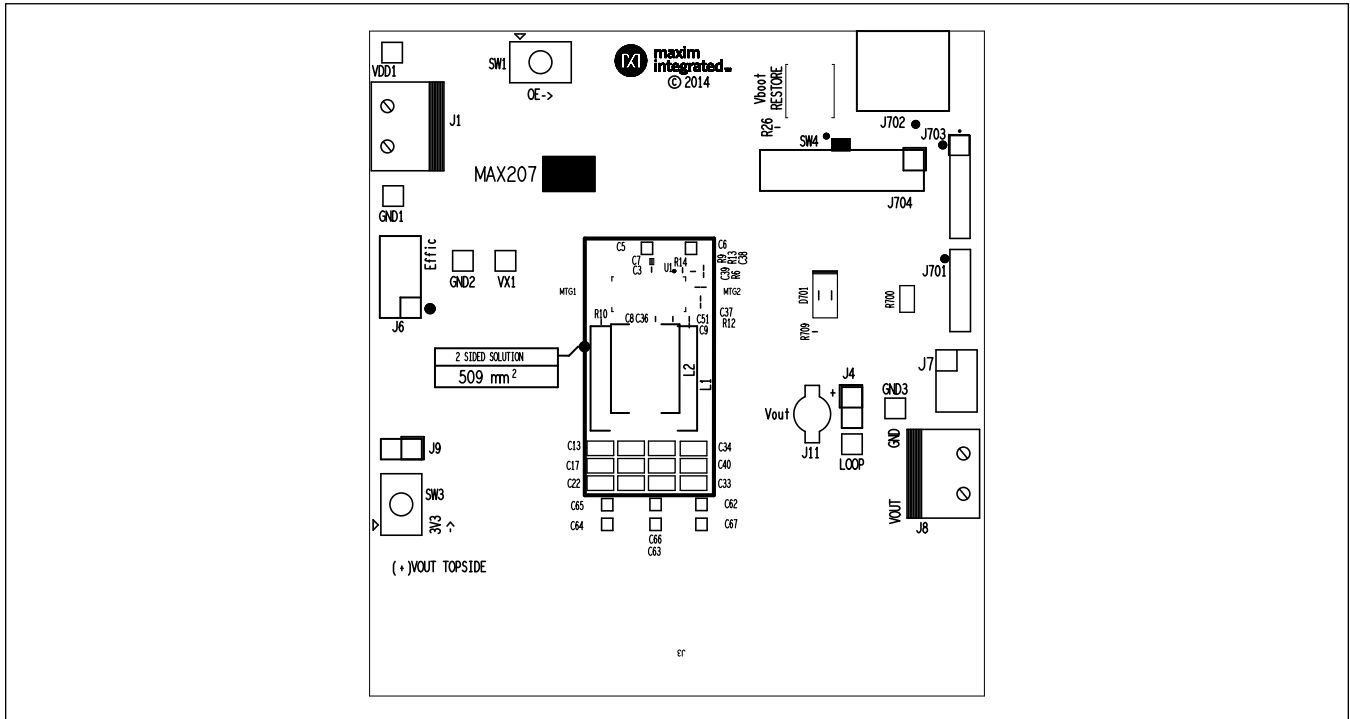 VDD1
SW1
OE->
maxim
integrated™
© 2014
Vboot
RESTORE
R26
J702
J703
SW4
J704
J1
MAX207
GND1
Effic
GND2
VX1
J6
C5
C6
C7
C3
U1
R14
R9
R13
C38
C39
R6
MTG1
MTG2
R10
C8
C36
C51
C9
C37
R12
L2
L1
2 SIDED SOLUTION
509 mm²
J701
D701
R700
R709
J7
J4
+
GND3
Vout
J11
LOOP
GND
VOUT
J8
J9
SW3
3V3
->
C13
C34
C17
C40
C22
C33
C65
C62
C64
C67
C66
C63
(+)VOUT TOPSIDE
J3